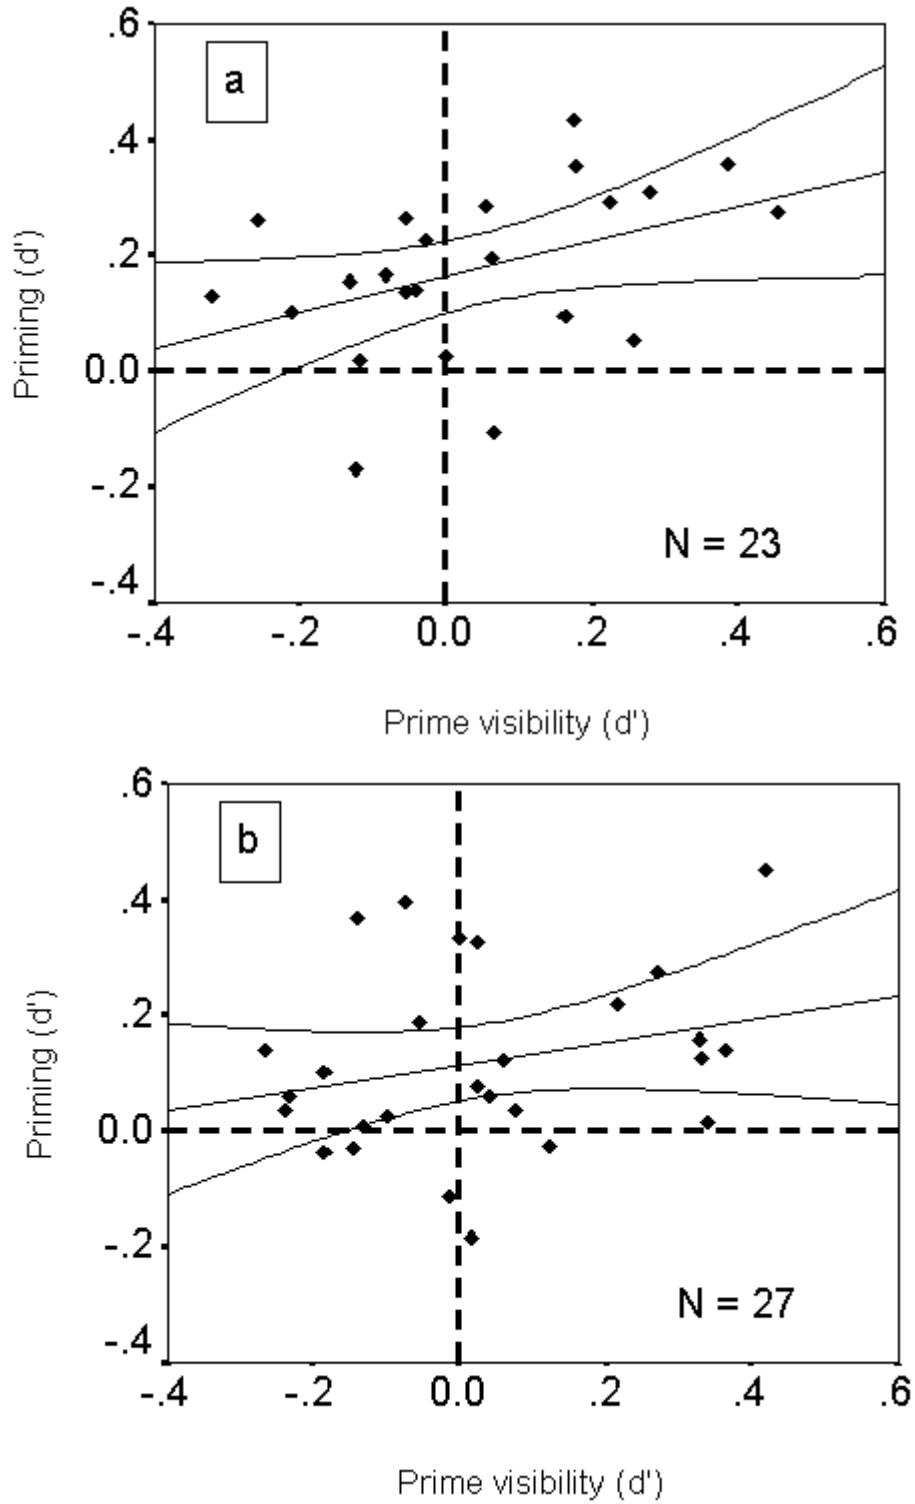 .6
a
.4
.2
Priming (d')
0.0
-.2
N = 23
-.4
-.4 -.2 0.0 .2 .4 .6
Prime visibility (d')
.6
b
.4
.2
Priming (d')
0.0
-.2
N = 27
-.4
-.4 -.2 0.0 .2 .4 .6
Prime visibility (d')